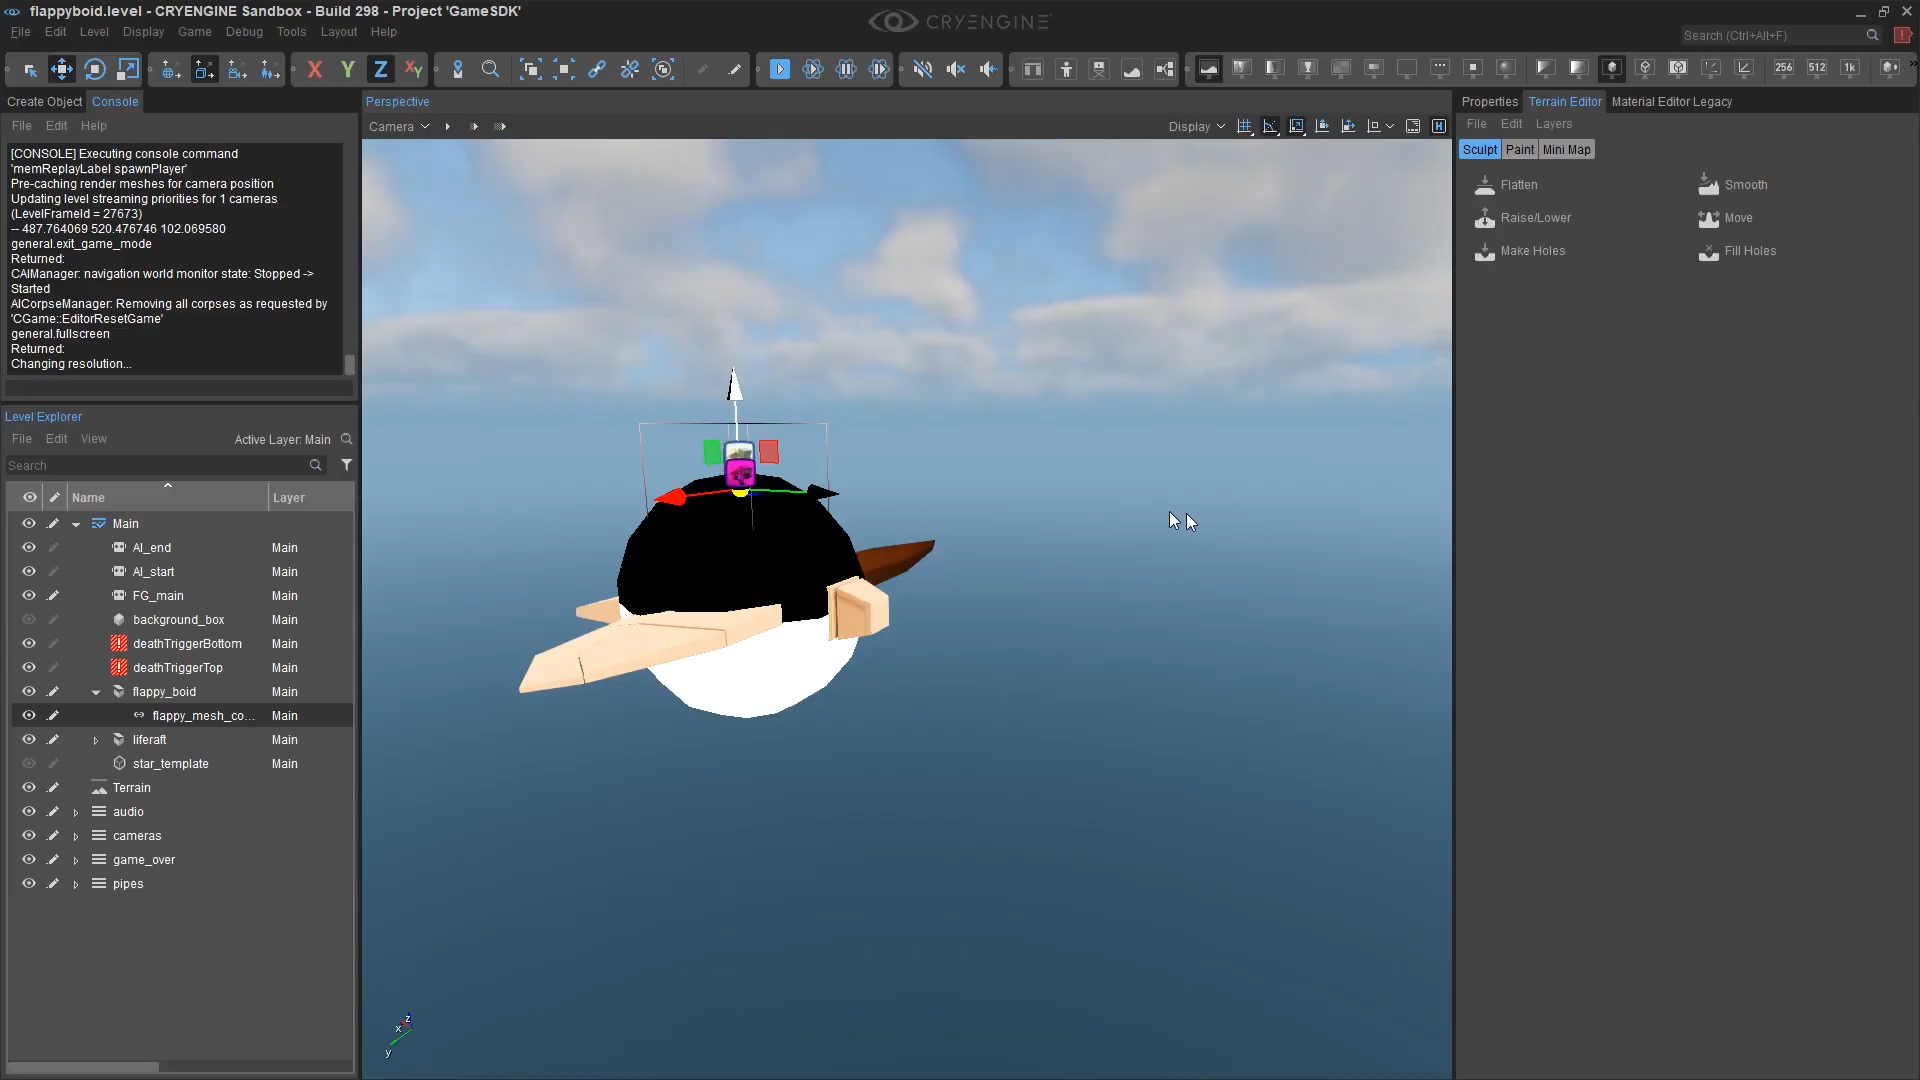 flappyboid.level - CRYENGINE Sandbox - Build 298 - Project 'GameSDK'
CRYENGINE
File Edit Level Display Game Debug Tools Layout Help
Search (Ctrl+Alt+F)
X Y Z XY
256 512 1k
Create Object Console
File Edit Help
[CONSOLE] Executing console command
'memReplayLabel spawnPlayer'
Pre-caching render meshes for camera position
Updating level streaming priorities for 1 cameras
(LevelFrameId = 27673)
-- 487.764069 520.476746 102.069580
general.exit_game_mode
Returned:
CAIManager: navigation world monitor state: Stopped ->
Started
AICorpseManager: Removing all corpses as requested by
'CGame::EditorResetGame'
general.fullscreen
Returned:
Changing resolution...
Level Explorer
File Edit View
Active Layer: Main
Search
Name Layer
Main
AI_end Main
AI_start Main
FG_main Main
background_box Main
deathTriggerBottom Main
deathTriggerTop Main
flappy_boid Main
flappy_mesh_co... Main
liferaft Main
star_template Main
Terrain
audio
cameras
game_over
pipes
Perspective
Camera
Display
H
z
x
y
Properties Terrain Editor Material Editor Legacy
File Edit Layers
Sculpt Paint Mini Map
Flatten Smooth
Raise/Lower Move
Make Holes Fill Holes